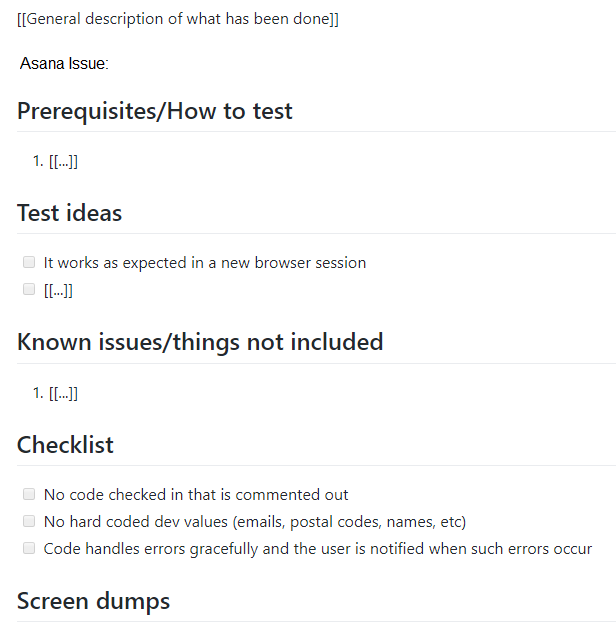 [[General description of what has been done]]
Asana Issue:
Prerequisites/How to test
1. [[...]]
Test ideas
It works as expected in a new browser session
[[...]]
Known issues/things not included
1. [[...]]
Checklist
No code checked in that is commented out
No hard coded dev values (emails, postal codes, names, etc)
Code handles errors gracefully and the user is notified when such errors occur
Screen dumps